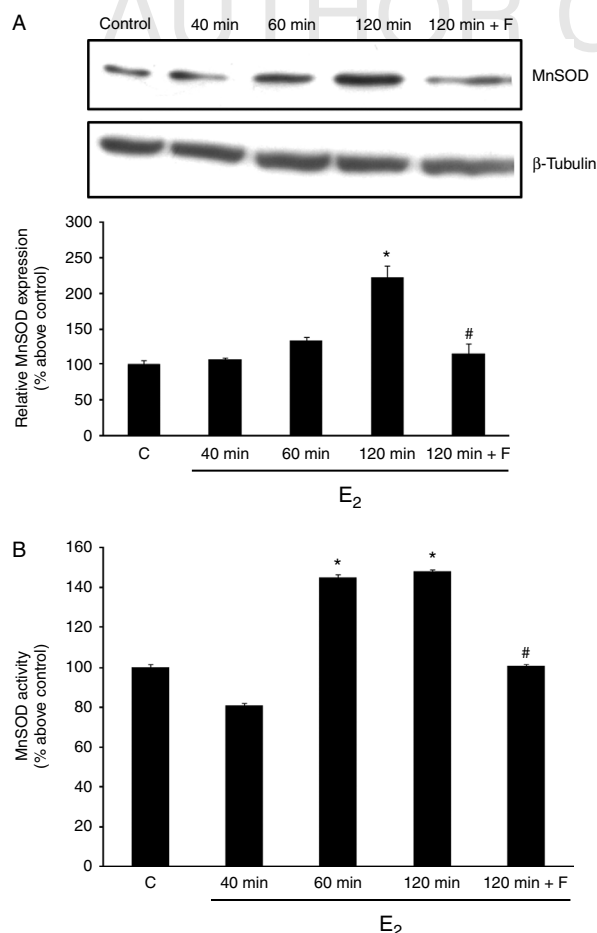 AUTHOR C
A
Control 40 min 60 min 120 min 120 min + F
MnSOD
β-Tubulin
Relative MnSOD expression
(% above control)
300
250
200
150
100
50
0
*
#
C 40 min 60 min 120 min 120 min + F
E2
B
MnSOD activity
(% above control)
160
140
120
100
80
60
40
20
0
*
*
#
C 40 min 60 min 120 min 120 min + F
E2